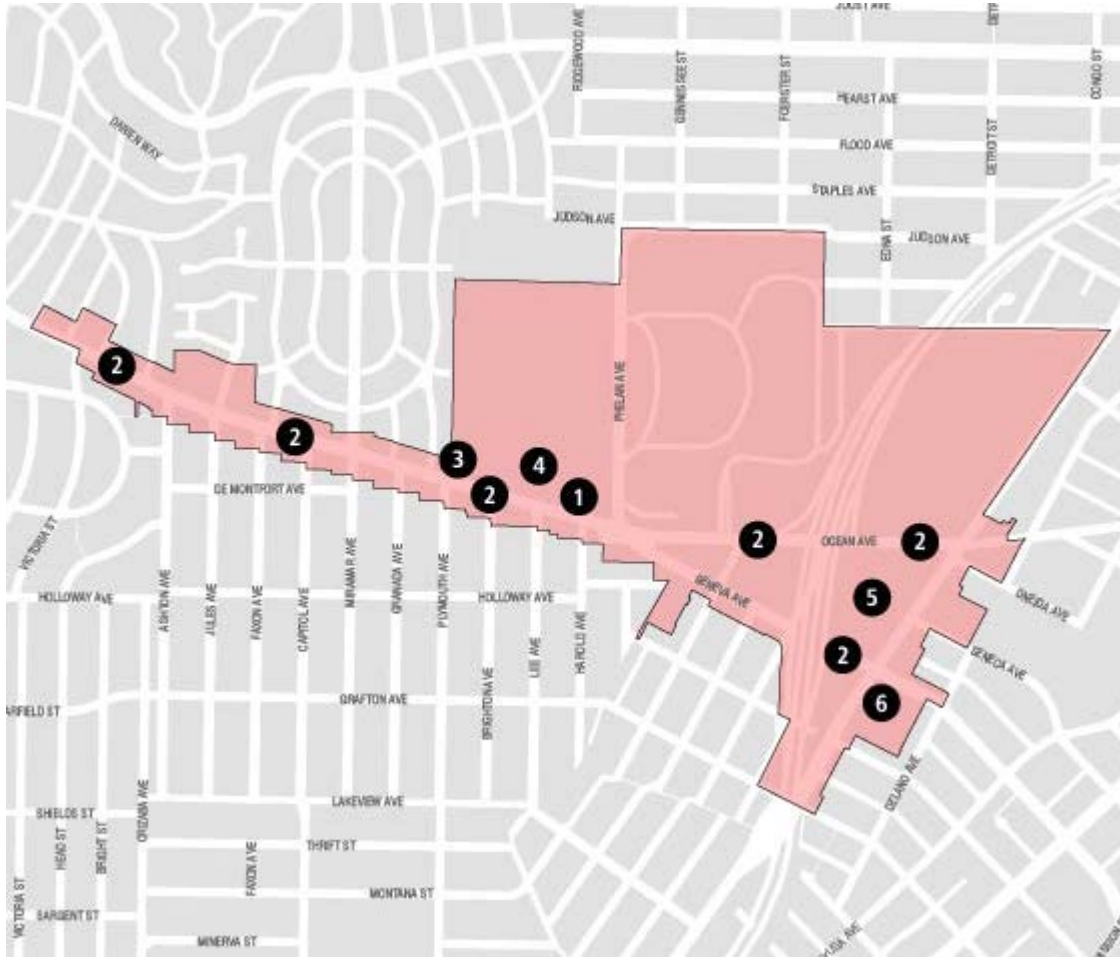 JOOST AVE
RIDGEWOOD AVE
GENNESSEE ST
FOERSTER ST
CONGO ST
HEARST AVE
DARIEN WAY
FLOOD AVE
DETROIT ST
STAPLES AVE
JUDSON AVE
EDNA ST
JUDSON AVE
2
PHELAN AVE
2
3
4
2
1
DE MONTFORT AVE
2
OCEAN AVE
2
VICTORIA ST
GENEVA AVE
5
ONEIDA AVE
HOLLOWAY AVE
ASHTON AVE
JULES AVE
FAXON AVE
CAPITOL AVE
MIRAMAR AVE
GRANADA AVE
PLYMOUTH AVE
HOLLOWAY AVE
LEE AVE
HAROLD AVE
2
SENECA AVE
GRAFTON AVE
BRIGHTON AVE
6
ARFIELD ST
DELANO AVE
LAKEVIEW AVE
SHIELDS ST
ORIZABA AVE
HEAD ST
BRIGHT ST
THRIFT ST
FAXON AVE
MONTANA ST
VICTORIA ST
SARGENT ST
MINERVA ST